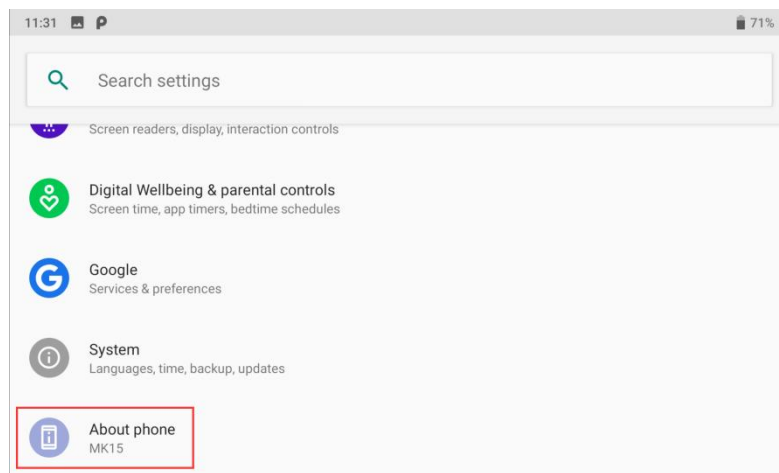 11:31 71%
Search settings
Screen readers, display, interaction controls
Digital Wellbeing & parental controls
Screen time, app timers, bedtime schedules
Google
Services & preferences
System
Languages, time, backup, updates
About phone
MK15